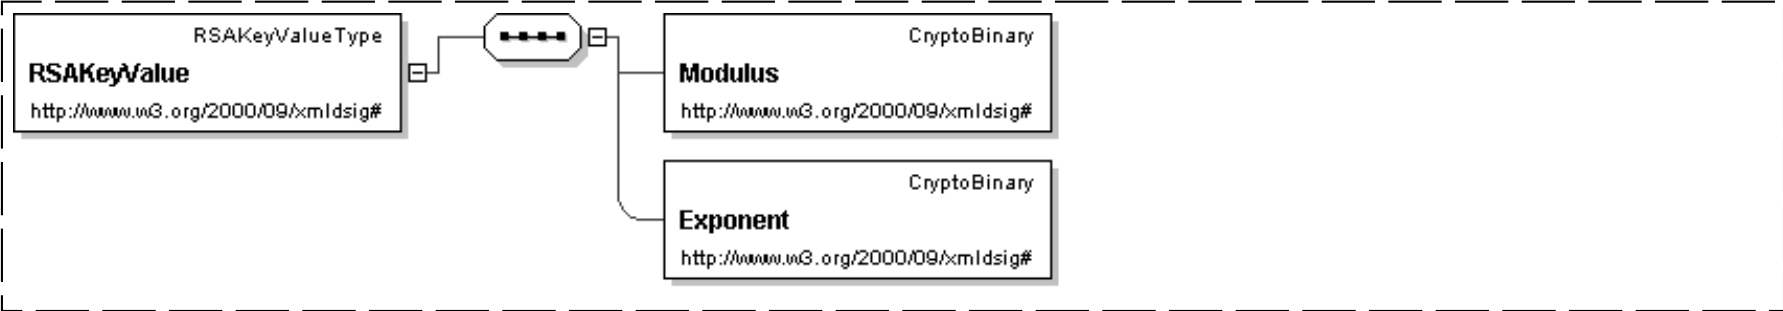 RSAKeyValueType
RSAKeyValue
http://www.w3.org/2000/09/xmldsig#
CryptoBinary
Modulus
http://www.w3.org/2000/09/xmldsig#
CryptoBinary
Exponent
http://www.w3.org/2000/09/xmldsig#